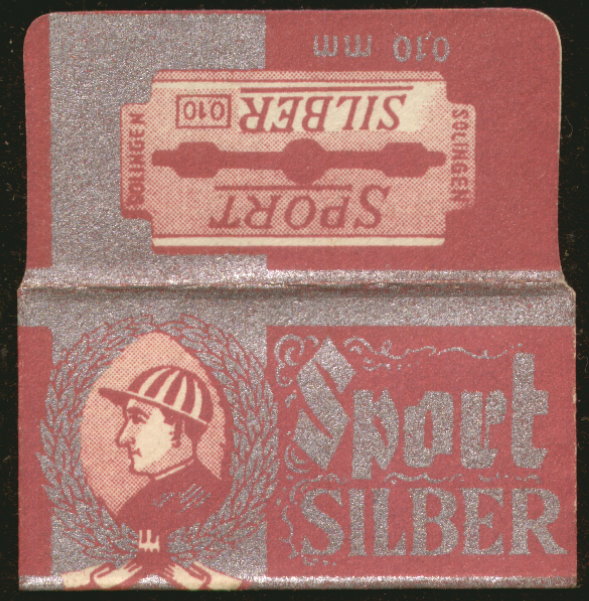 0,10 mm
SILBER 0.10
SOLINGEN
SOLINGEN
SPORT
Sport
SILBER